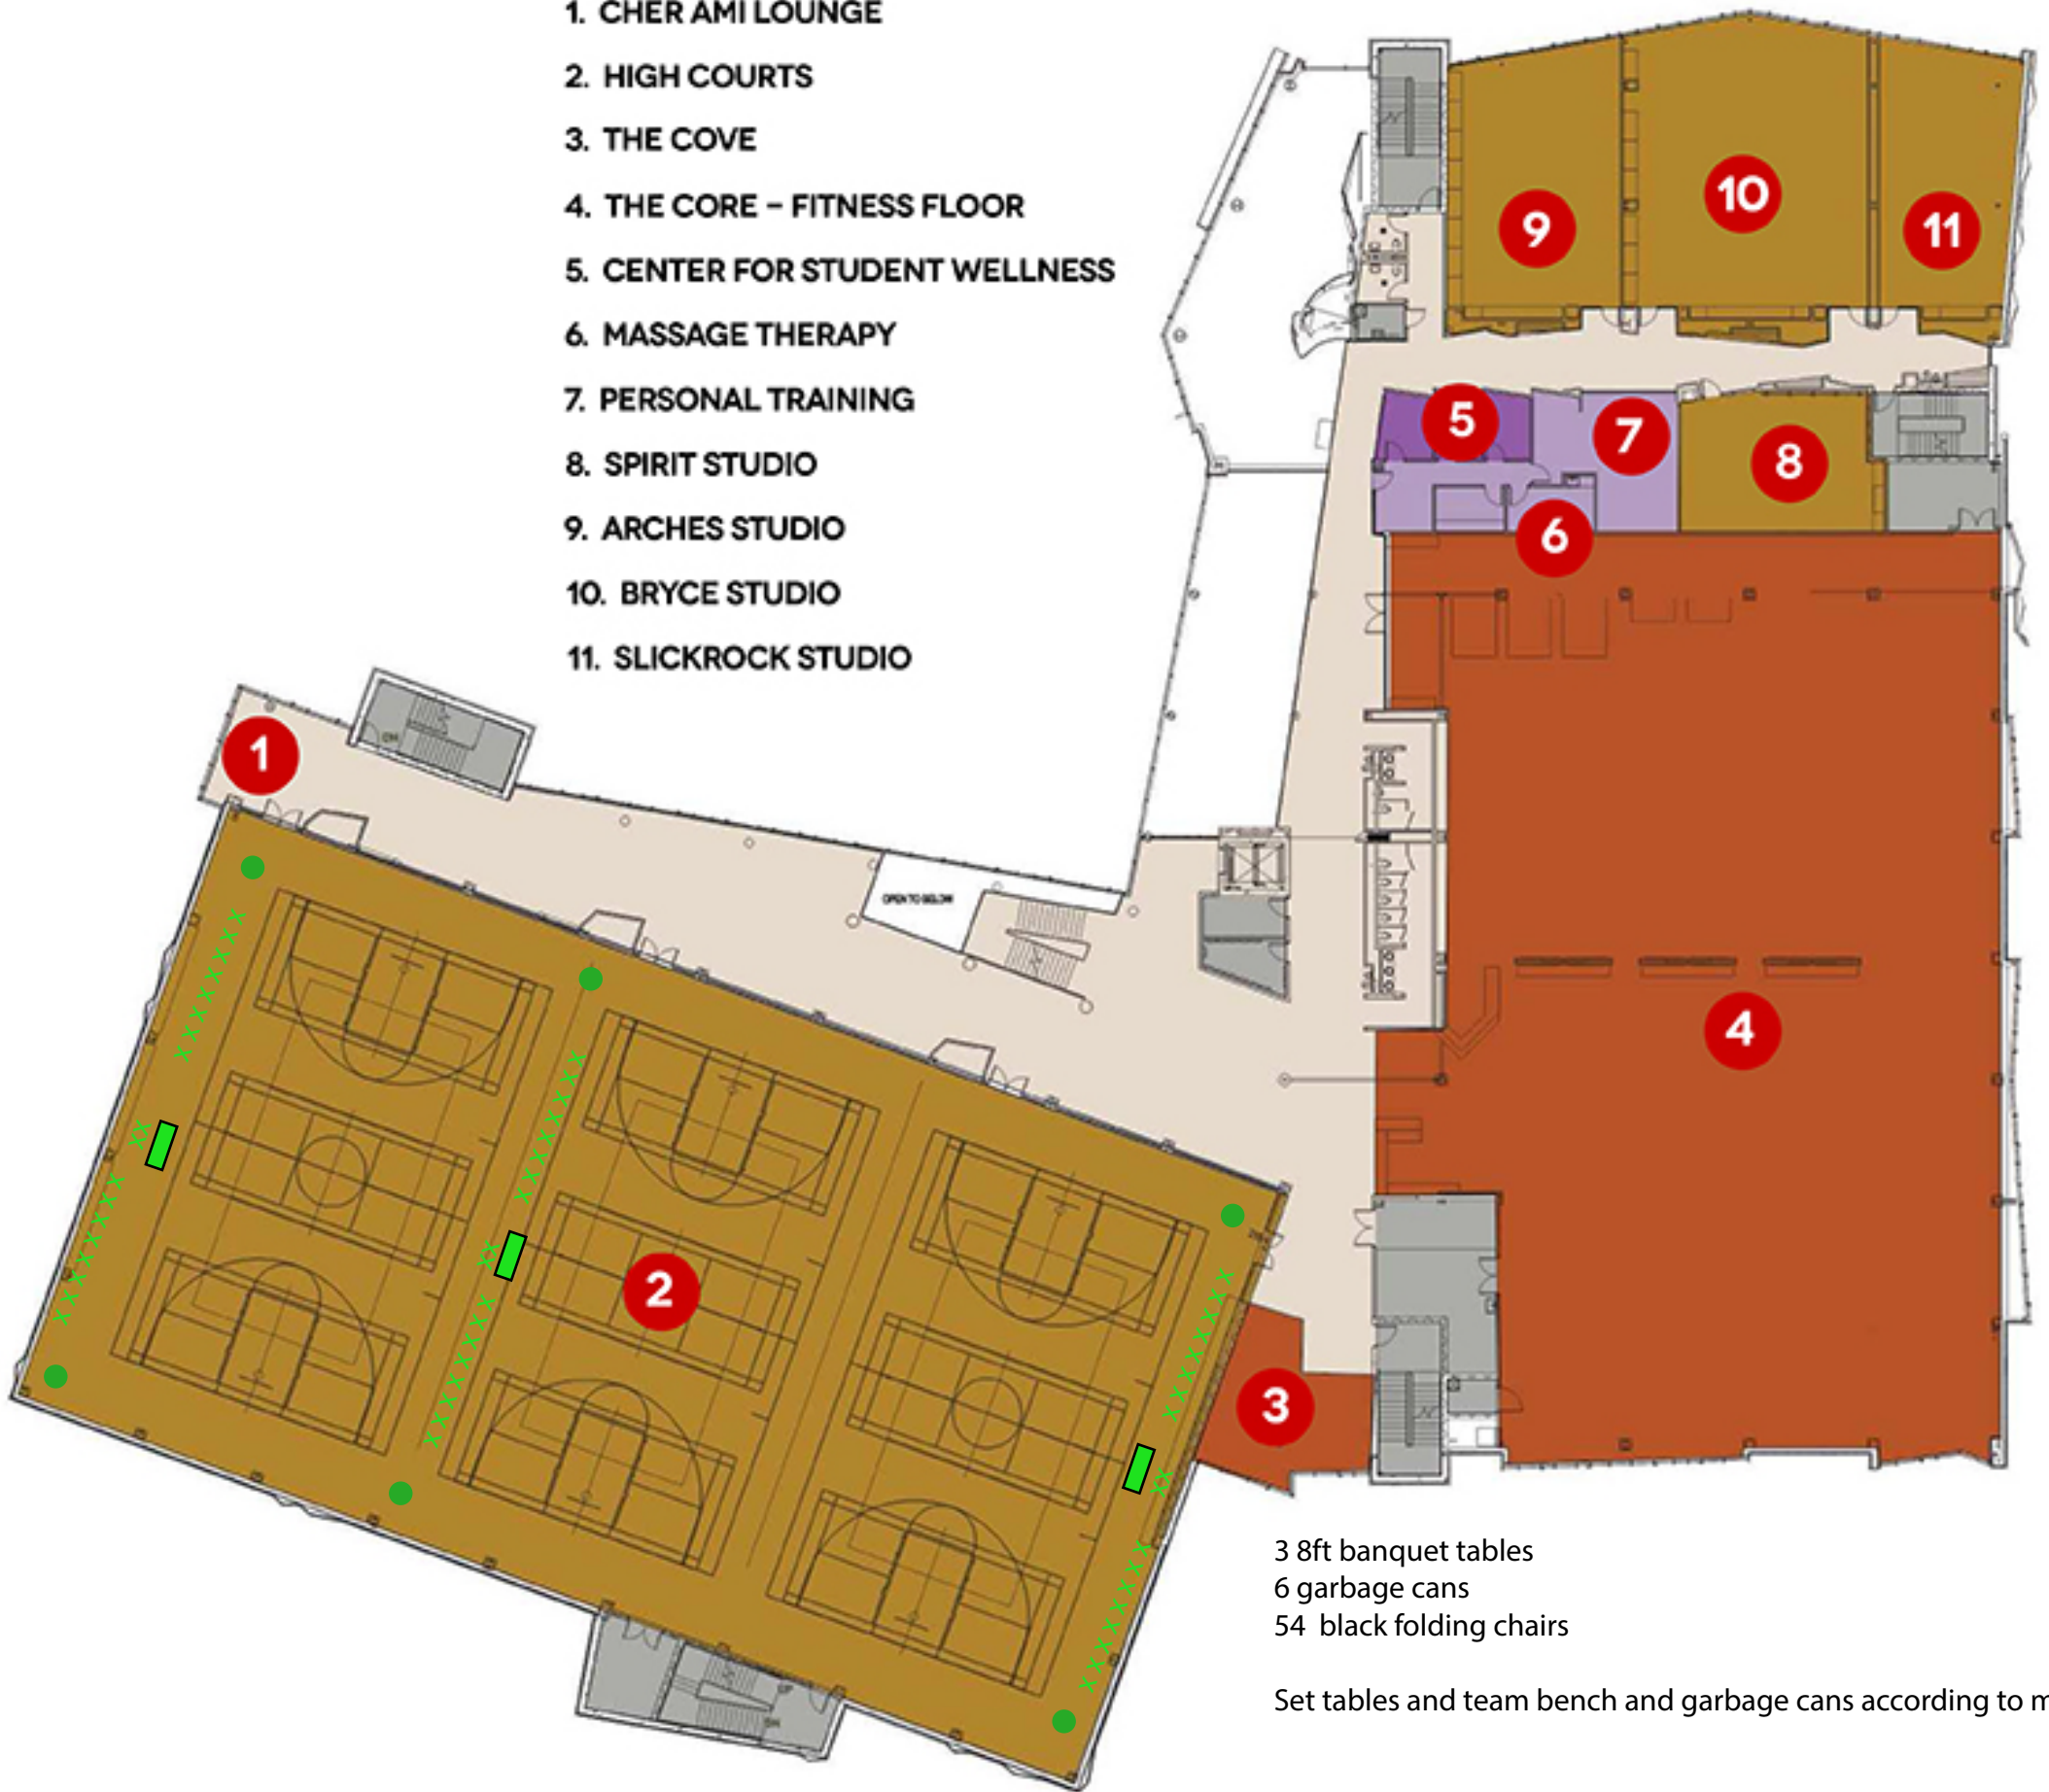 1. CHER AMI LOUNGE
2. HIGH COURTS
3. THE COVE
4. THE CORE – FITNESS FLOOR
5. CENTER FOR STUDENT WELLNESS
6. MASSAGE THERAPY
7. PERSONAL TRAINING
8. SPIRIT STUDIO
9. ARCHES STUDIO
10. BRYCE STUDIO
11. SLICKROCK STUDIO
9
10
11
5
7
8
6
1
OPEN TO BELOW
4
2
3
3 8ft banquet tables
6 garbage cans
54 black folding chairs
Set tables and team bench and garbage cans according to m